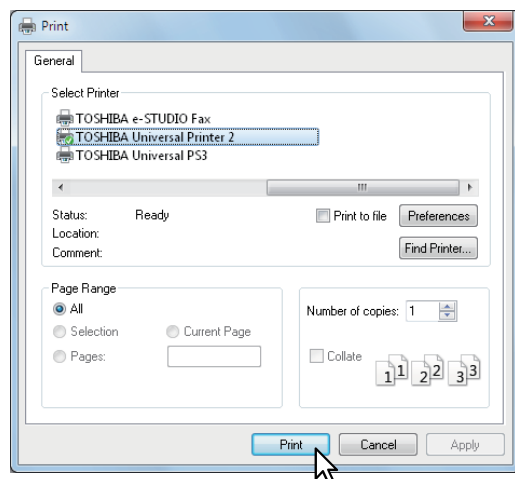 Print
General
Select Printer
TOSHIBA e-STUDIO Fax
TOSHIBA Universal Printer 2
TOSHIBA Universal PS3
Status: Ready
Print to file Preferences
Location:
Find Printer...
Comment:
Page Range
All
Selection Current Page
Pages:
Number of copies: 1
Collate
1 1 2 2 3 3
Print Cancel Apply